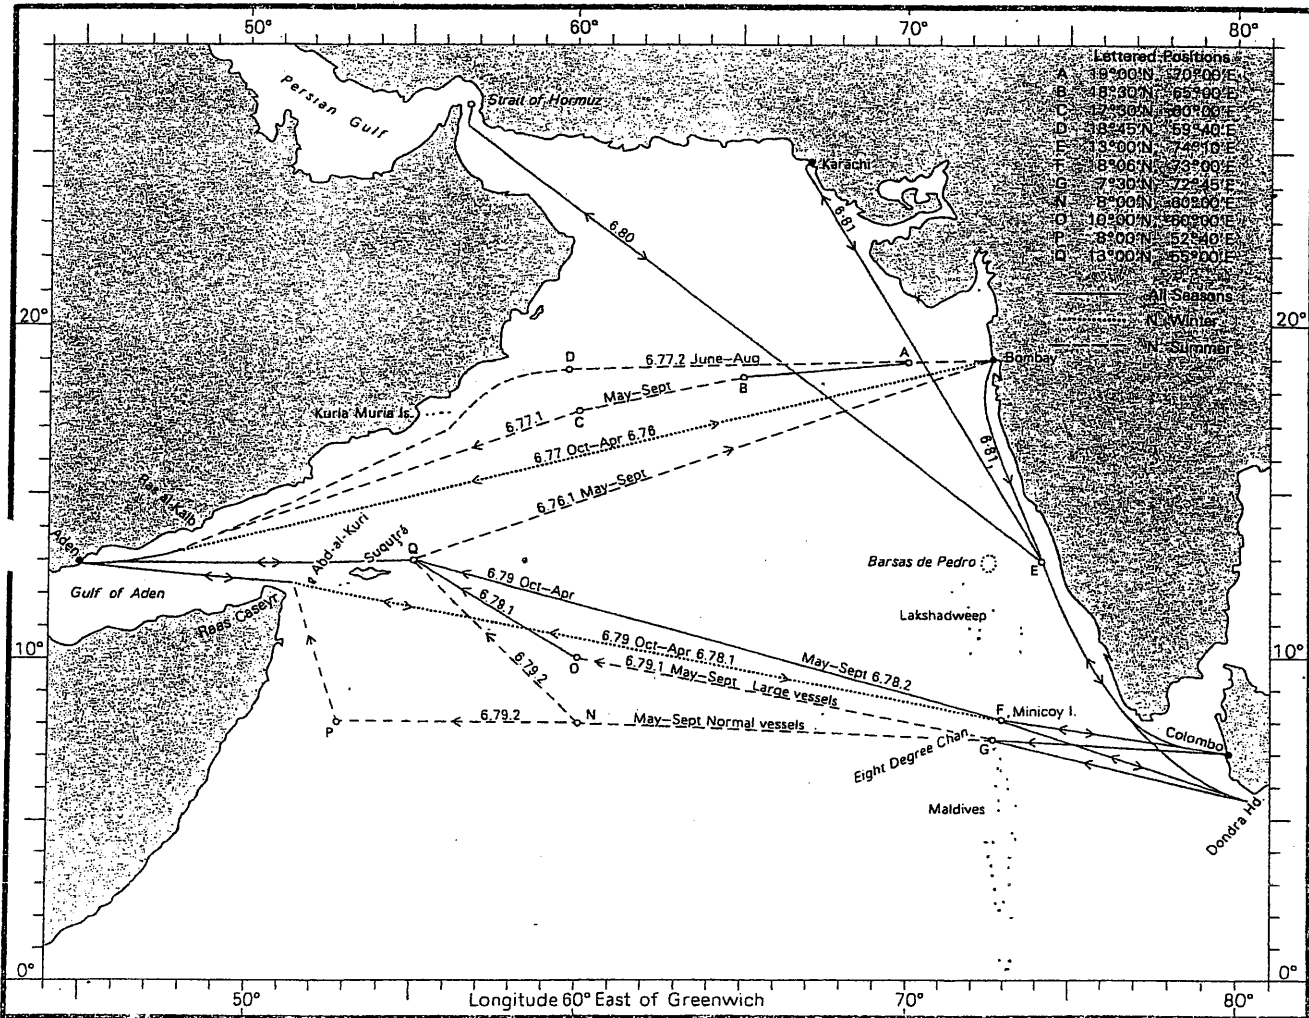 50°
60°
70°
80°
Lettered Positions
A 19°00'N, 70°00'E
B 18°30'N, 65°00'E
C 17°30'N, 60°00'E
D 18°45'N, 59°40'E
E 13°00'N, 74°10'E
F 18°06'N, 73°00'E
G 7°30'N, 72°45'E
N 8°00'N, 60°00'E
O 10°00'N, 60°00'E
P 8°00'N, 52°40'E
Q 13°00'N, 55°00'E
All Seasons
N. Winter
N. Summer
Persian Gulf
Strait of Hormuz
Karachi
6.80
6.81
20°
20°
D
6.77.2 June–Aug
A
Bombay
B
May–Sept
Kuria Muria Is.
C
6.77.1
6.77 Oct–Apr 6.76
6.81
6.76.1 May–Sept
Ras al Kalb
Aden
Abd-al-Kuri
Suquţrá
Q
Barsas de Pedro
E
Gulf of Aden
6.79 Oct–Apr
6.78.1
Raas Caseyr
Lakshadweep
6.79 Oct–Apr 6.78.1
May–Sept 6.78.2
10°
10°
O
6.79.1 May–Sept Large vessels
6.79.2
P
6.79.2
N
May–Sept Normal vessels
F
Minicoy I.
G
Colombo
Eight Degree Chan
Maldives
Dondra Hd
0°
0°
50°
Longitude 60° East of Greenwich
70°
80°